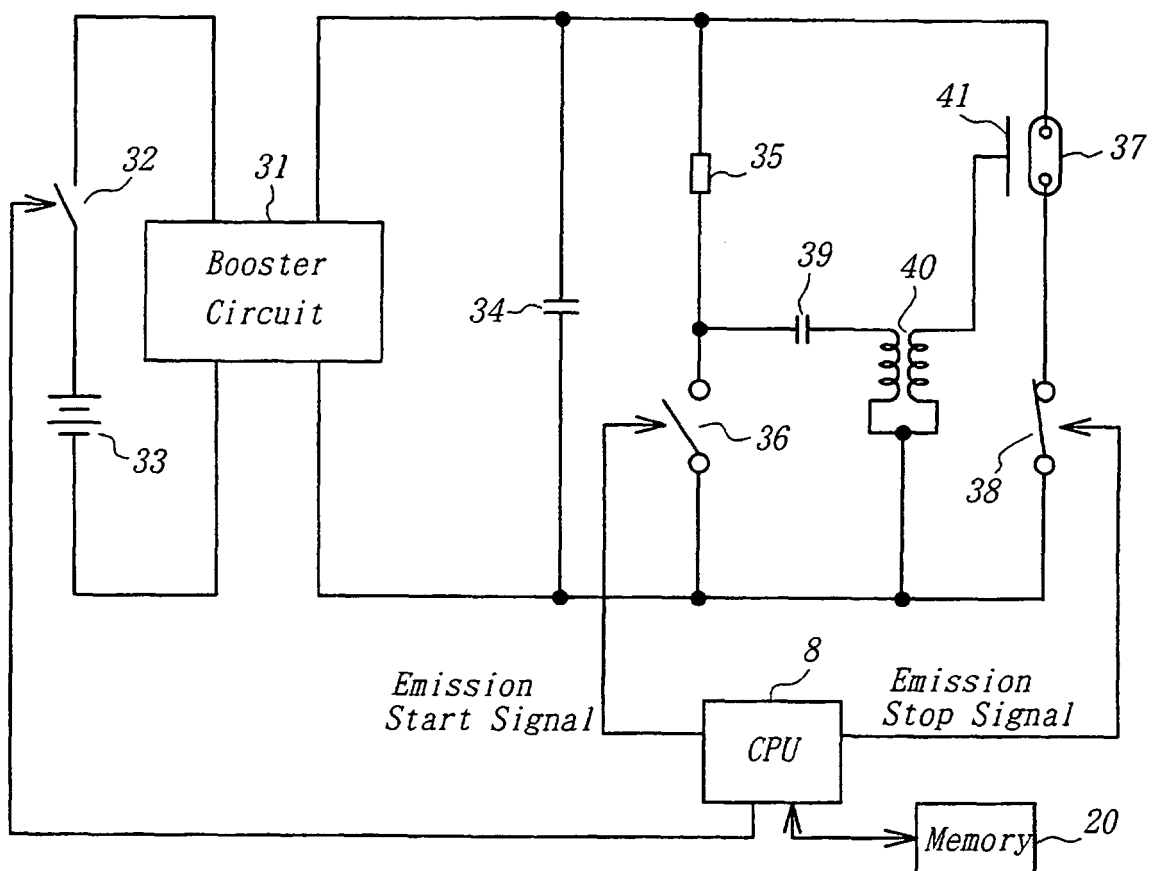 41
32
31
35
37
Booster
Circuit
39
40
34
33
36
38
8
Emission
Start Signal
Emission
Stop Signal
CPU
Memory
20